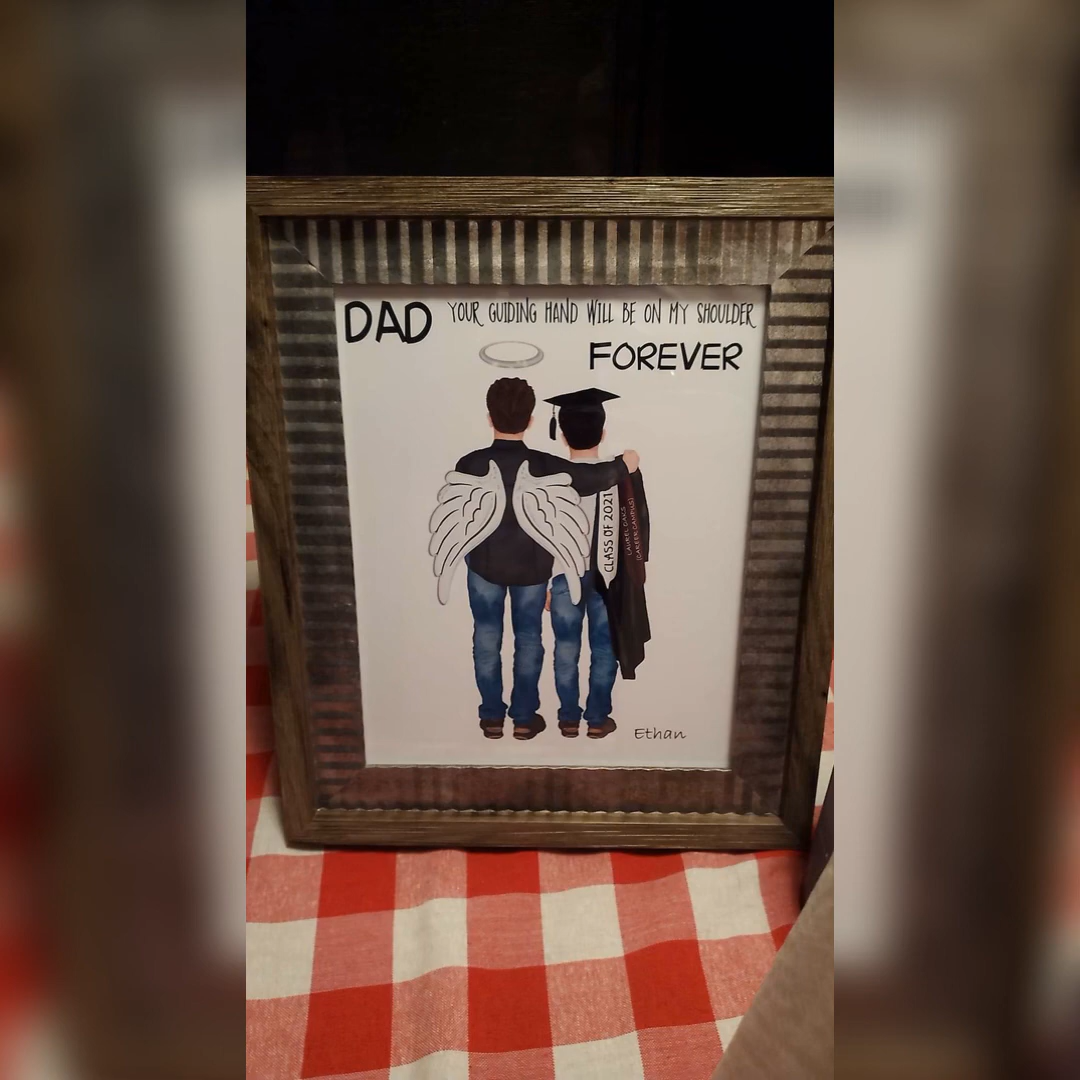 DAD YOUR GUIDING HAND WILL BE ON MY SHOULDER
FOREVER
CLASS OF 2021
LAUREL OAKS
(CAREER CAMPUS)
Ethan